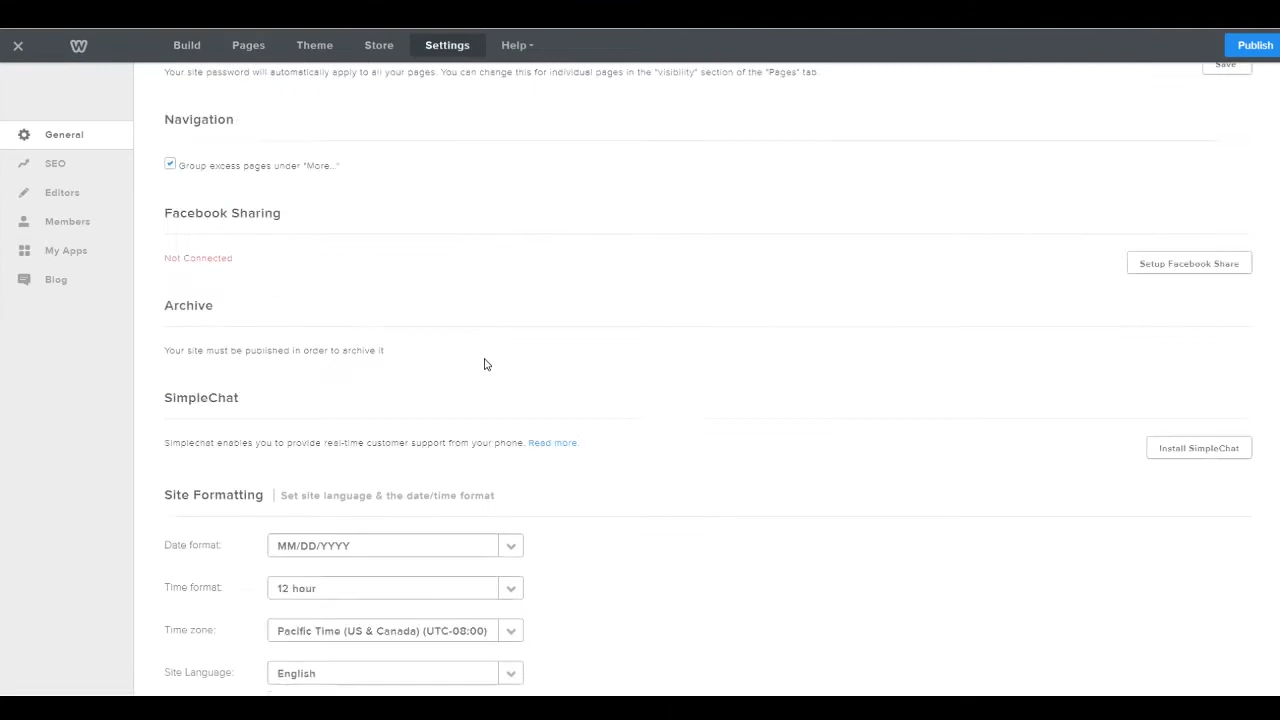 Build Pages Theme Store Settings Help Publish
Your site password will automatically apply to all your pages. You can change this for individual pages in the "visibility" section of the "Pages" tab.
Save
General
SEO
Editors
Members
My Apps
Blog
Navigation
Group excess pages under "More..."
Facebook Sharing
Not Connected
Setup Facebook Share
Archive
Your site must be published in order to archive it
SimpleChat
Simplechat enables you to provide real-time customer support from your phone. Read more.
Install SimpleChat
Site Formatting | Set site language & the date/time format
Date format: MM/DD/YYYY
Time format: 12 hour
Time zone: Pacific Time (US & Canada) (UTC-08:00)
Site Language: English